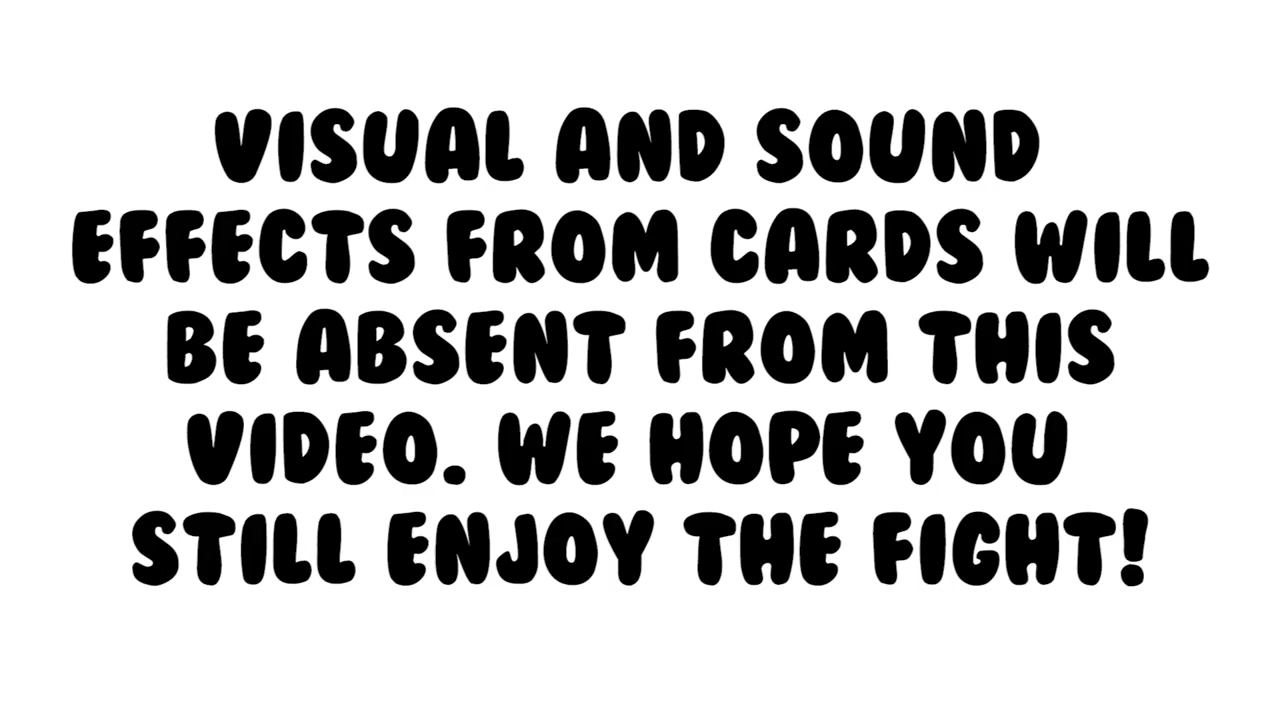 VISUAL AND SOUND
EFFECTS FROM CARDS WILL
BE ABSENT FROM THIS
VIDEO. WE HOPE YOU
STILL ENJOY THE FIGHT!